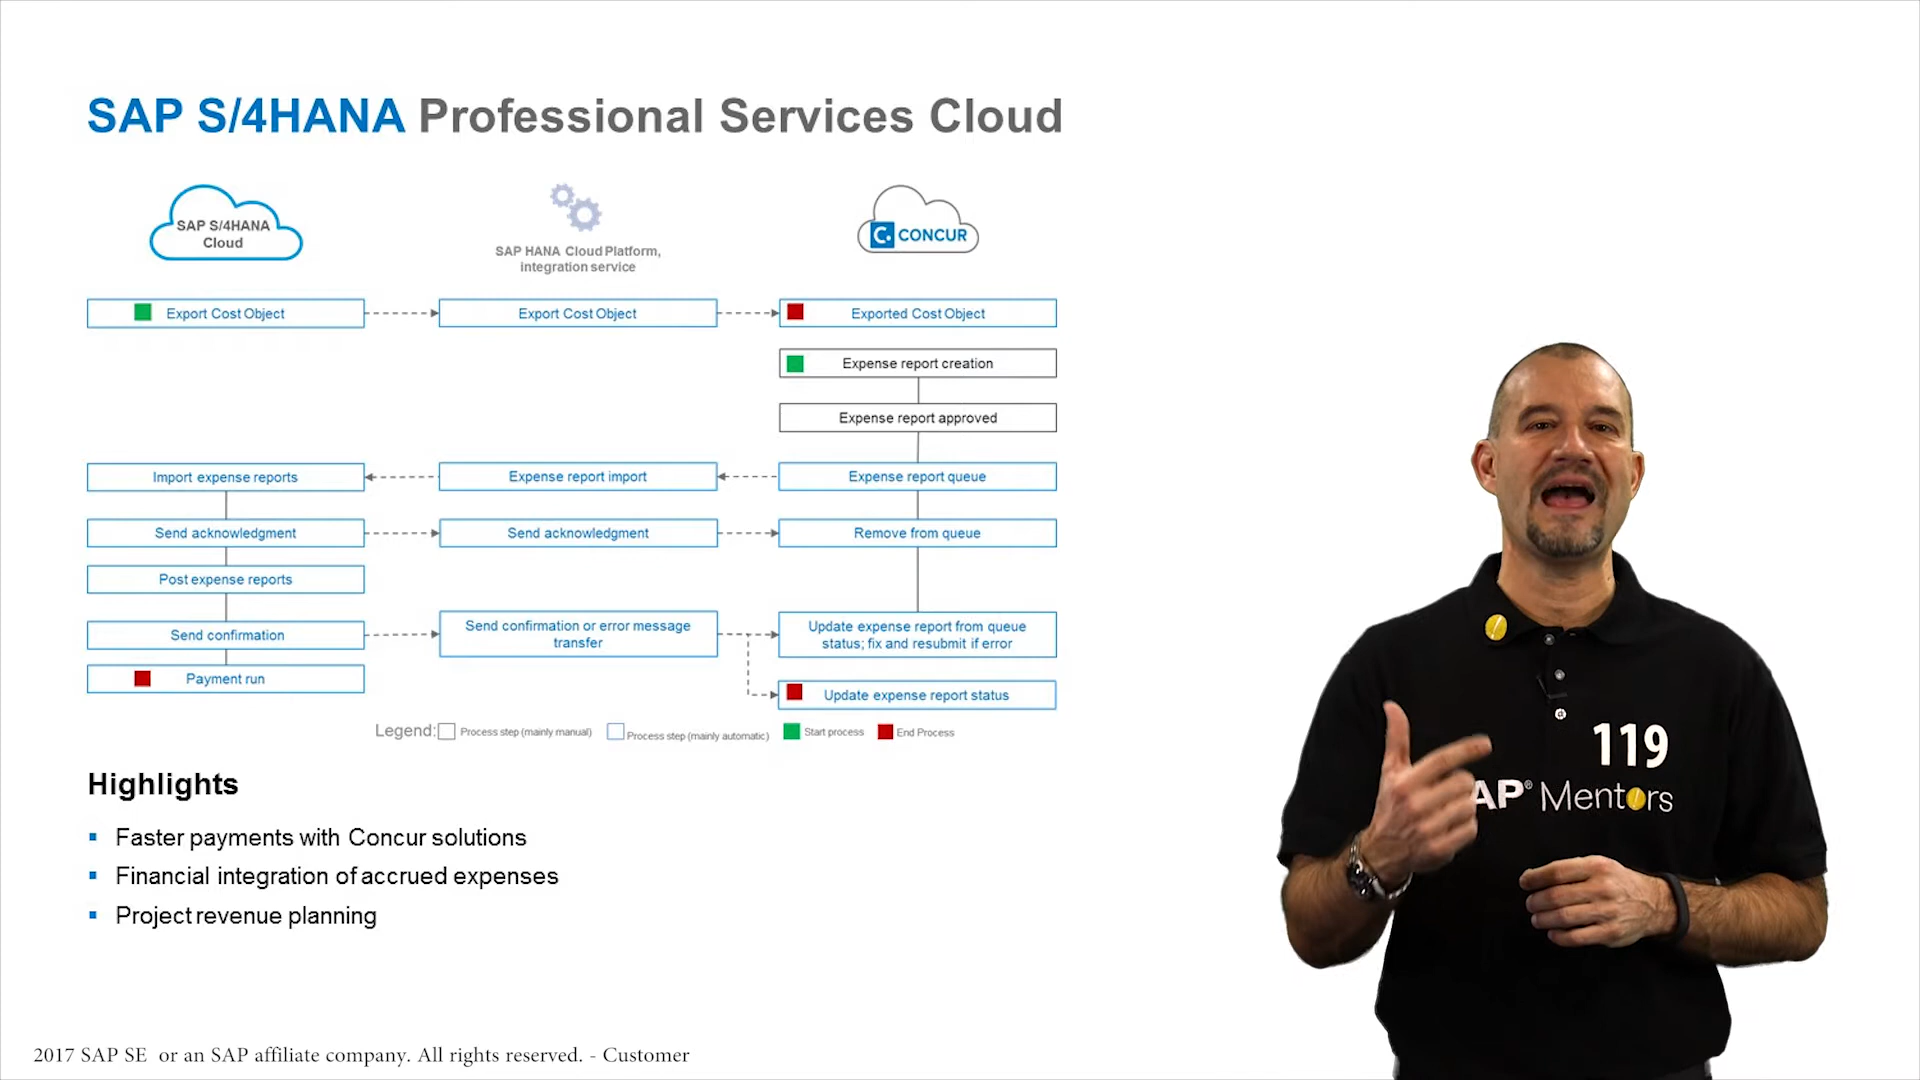 SAP S/4HANA Professional Services Cloud
SAP S/4HANA
Cloud
SAP HANA Cloud Platform,
integration service
C. CONCUR
Export Cost Object
Export Cost Object
Exported Cost Object
Expense report creation
Expense report approved
Import expense reports
Expense report import
Expense report queue
Send acknowledgment
Send acknowledgment
Remove from queue
Post expense reports
Send confirmation
Send confirmation or error message
transfer
Update expense report from queue
status; fix and resubmit if error
Payment run
Update expense report status
Legend: Process step (mainly manual) Process step (mainly automatic) Start process End Process
Highlights
▪ Faster payments with Concur solutions
▪ Financial integration of accrued expenses
▪ Project revenue planning
119
AP® Mentors
2017 SAP SE or an SAP affiliate company. All rights reserved. - Customer